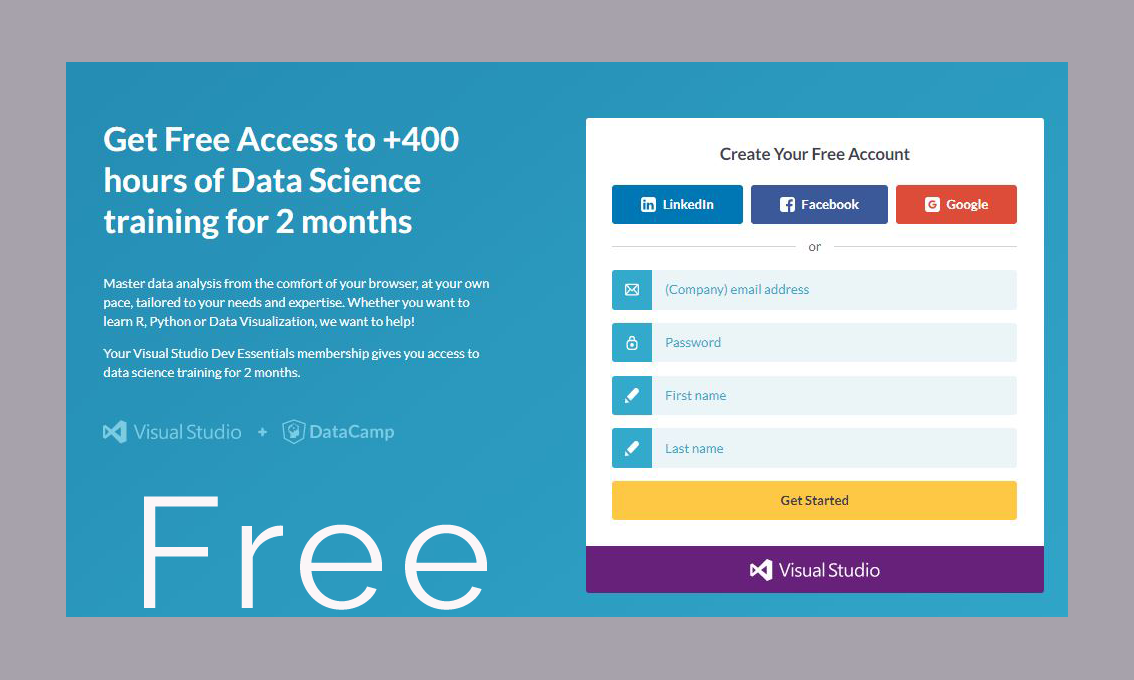 Get Free Access to +400
hours of Data Science
training for 2 months
Master data analysis from the comfort of your browser, at your own
pace, tailored to your needs and expertise. Whether you want to
learn R, Python or Data Visualization, we want to help!
Your Visual Studio Dev Essentials membership gives you access to
data science training for 2 months.
Visual Studio + DataCamp
Free
Create Your Free Account
LinkedIn Facebook Google
or
(Company) email address
Password
First name
Last name
Get Started
Visual Studio